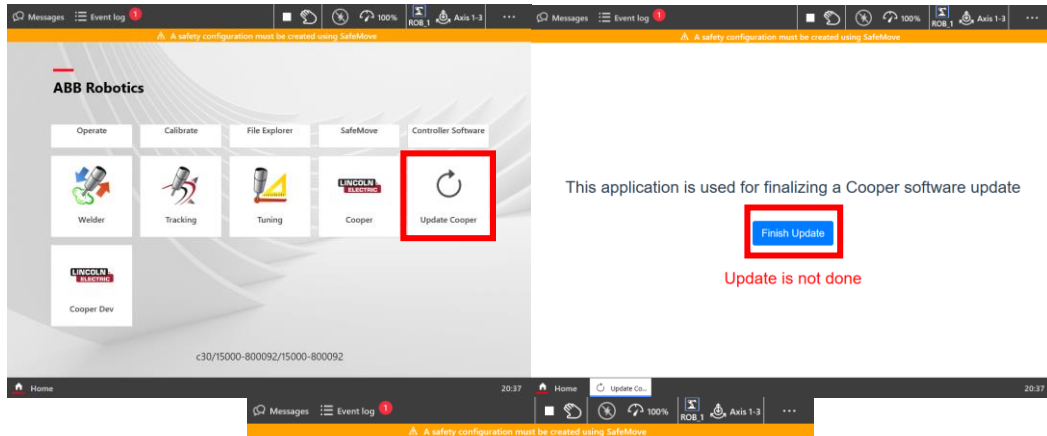 Messages Event log 1 100% ROB_1 Axis 1-3 ...
A safety configuration must be created using SafeMove
ABB Robotics
Operate Calibrate File Explorer SafeMove Controller Software
LINCOLN ELECTRIC
Welder Tracking Tuning Cooper Update Cooper
LINCOLN ELECTRIC
Cooper Dev
c30/15000-800092/15000-800092
Home 20:37
Messages Event log 1 100% ROB_1 Axis 1-3 ...
A safety configuration must be created using SafeMove
This application is used for finalizing a Cooper software update
Finish Update
Update is not done
Home Update Co... 20:37
Messages Event log 1 100% ROB_1 Axis 1-3 ...
A safety configuration must be created using SafeMove